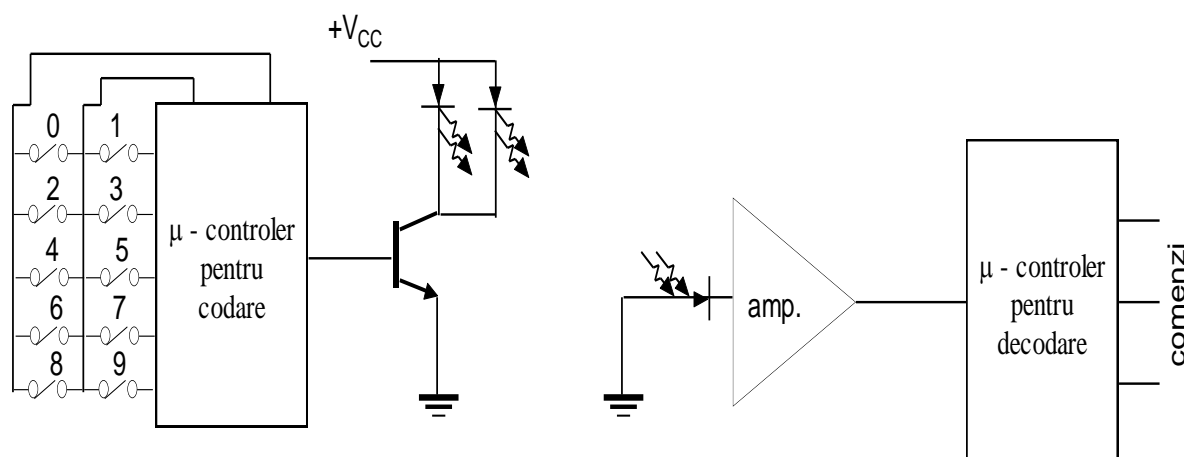 +VCC
0 1
2 3
4 5
6 7
8 9
μ - controler
pentru
codare
amp.
μ - controler
pentru
decodare
comenzi